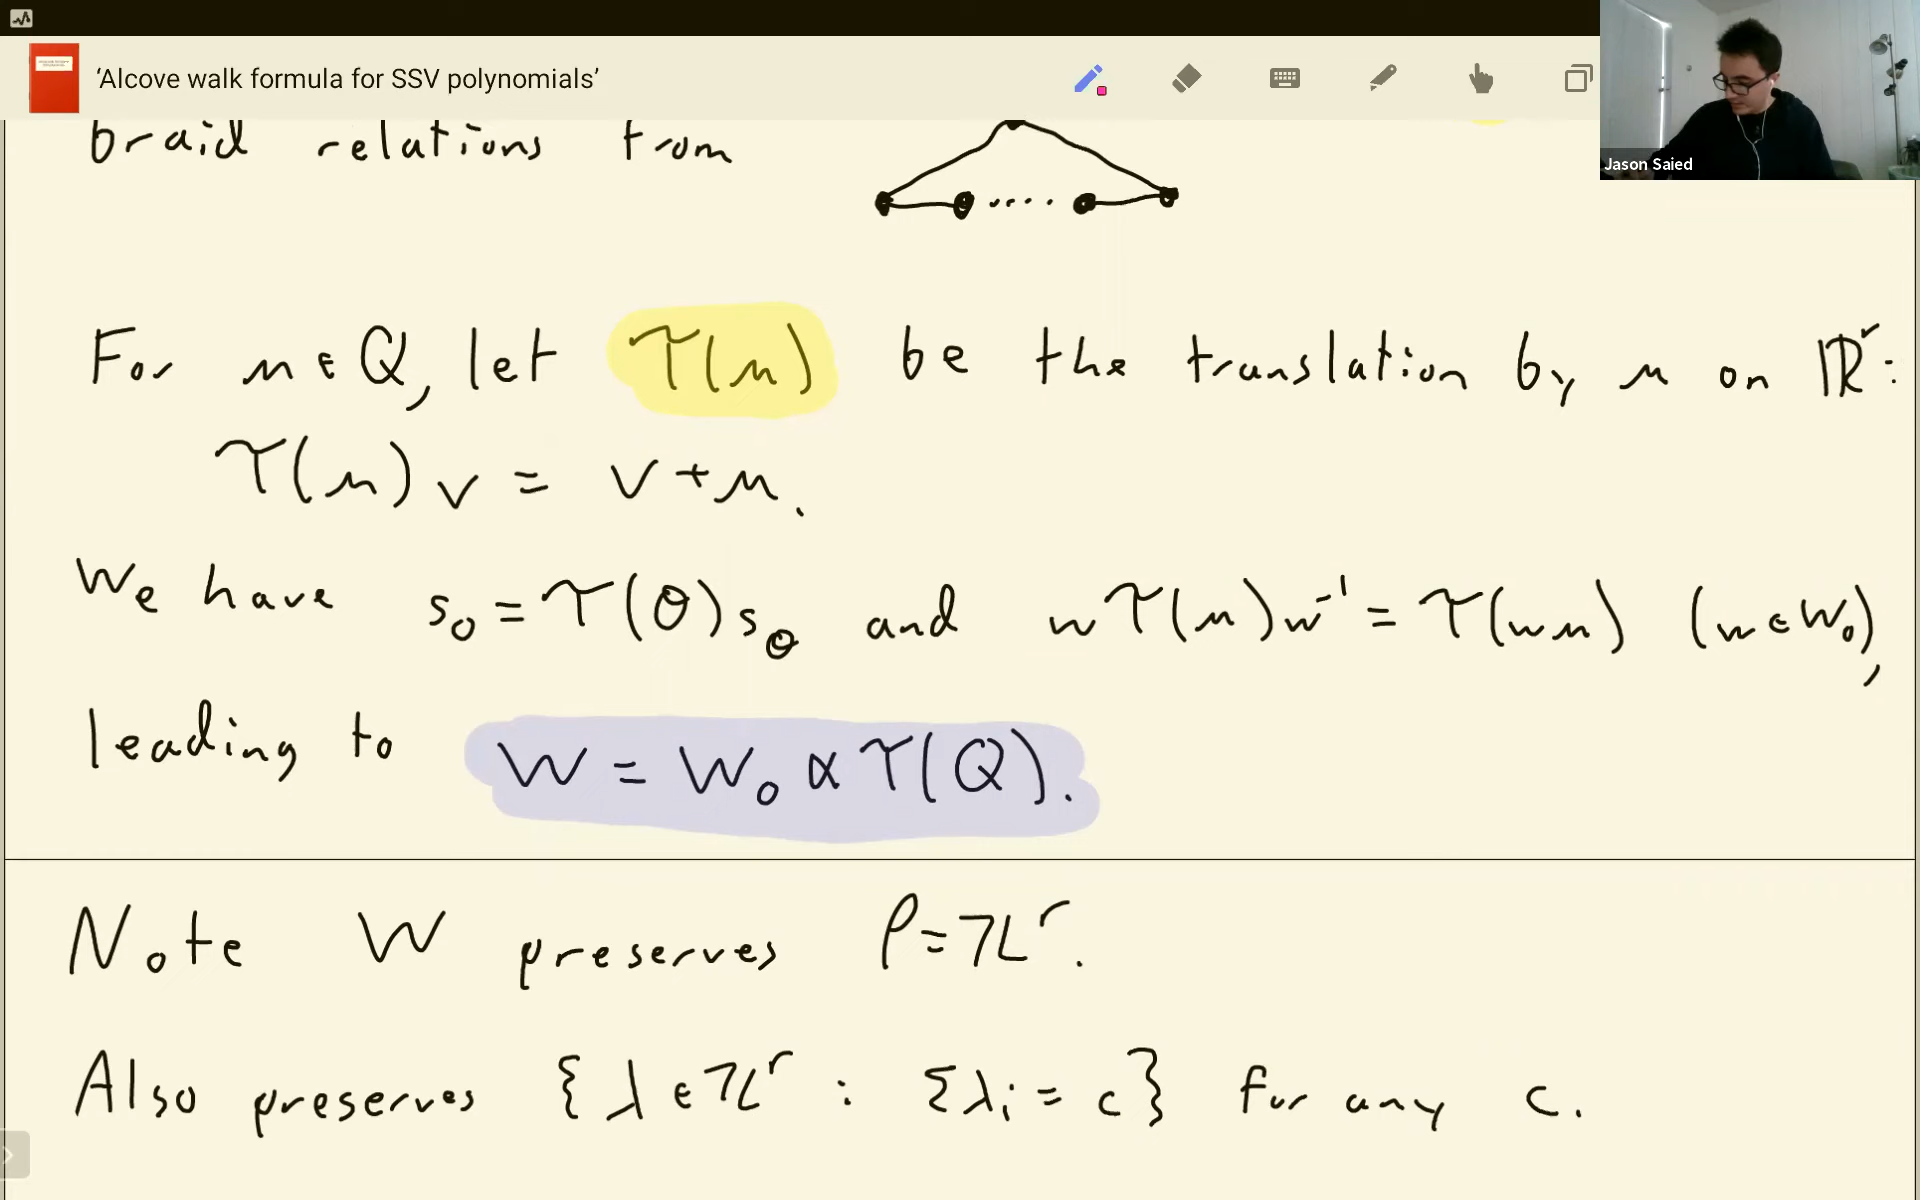 ‘Alcove walk formula for SSV polynomials’
Jason Saied
braid relations from
For μ ∈ Q, let τ(μ) be the translation by μ on ℝʳ:
τ(μ)v = v + μ.
We have s₀ = τ(θ)s_θ and wτ(μ)w⁻¹ = τ(wμ) (w ∈ W₀),
leading to W = W₀ ⋉ τ(Q).
Note W preserves P = ℤʳ.
Also preserves {λ ∈ ℤʳ : Σλᵢ = c} for any c.